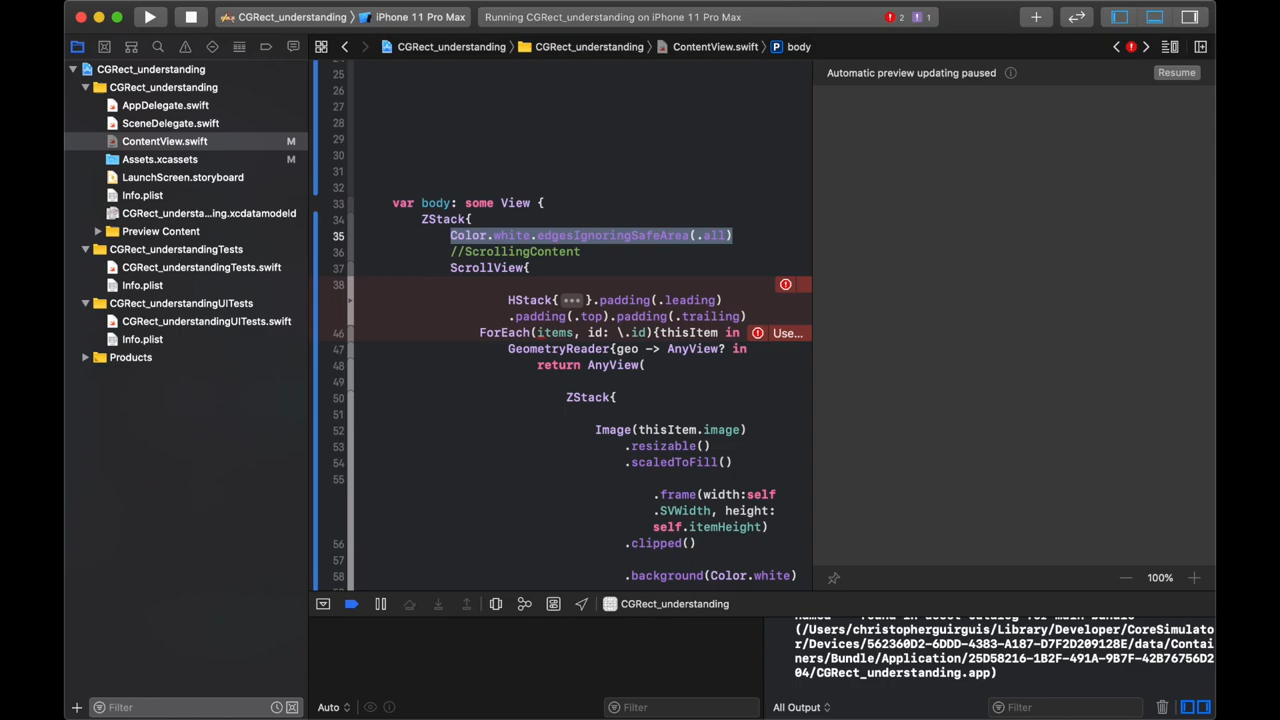 CGRect_understanding > iPhone 11 Pro Max
Running CGRect_understanding on iPhone 11 Pro Max
2
1
CGRect_understanding > CGRect_understanding > ContentView.swift > P body
CGRect_understanding
CGRect_understanding
AppDelegate.swift
SceneDelegate.swift
ContentView.swift M
Assets.xcassets M
LaunchScreen.storyboard
Info.plist
CGRect_understa...ing.xcdatamodeld
Preview Content
CGRect_understandingTests
CGRect_understandingTests.swift
Info.plist
CGRect_understandingUITests
CGRect_understandingUITests.swift
Info.plist
Products
Filter
25
26
27
28
29
30
31
32
33 var body: some View {
34 ZStack{
35 Color.white.edgesIgnoringSafeArea(.all)
36 //ScrollingContent
37 ScrollView{
38
HStack{ ••• }.padding(.leading)
.padding(.top).padding(.trailing)
46 ForEach(items, id: \.id){thisItem in Use...
47 GeometryReader{geo -> AnyView? in
48 return AnyView(
49
50 ZStack{
51
52 Image(thisItem.image)
53 .resizable()
54 .scaledToFill()
55
.frame(width:self
.SVWidth, height:
self.itemHeight)
56 .clipped()
57
58 .background(Color.white)
Automatic preview updating paused
Resume
100%
CGRect_understanding
(/Users/christopherguirguis/Library/Developer/CoreSimulato
r/Devices/562360D2-6DDD-4383-A187-D7F2D209128E/data/Contai
ners/Bundle/Application/25D58216-1B2F-491A-9B7F-42B76756D2
04/CGRect_understanding.app)
Auto
Filter
All Output
Filter